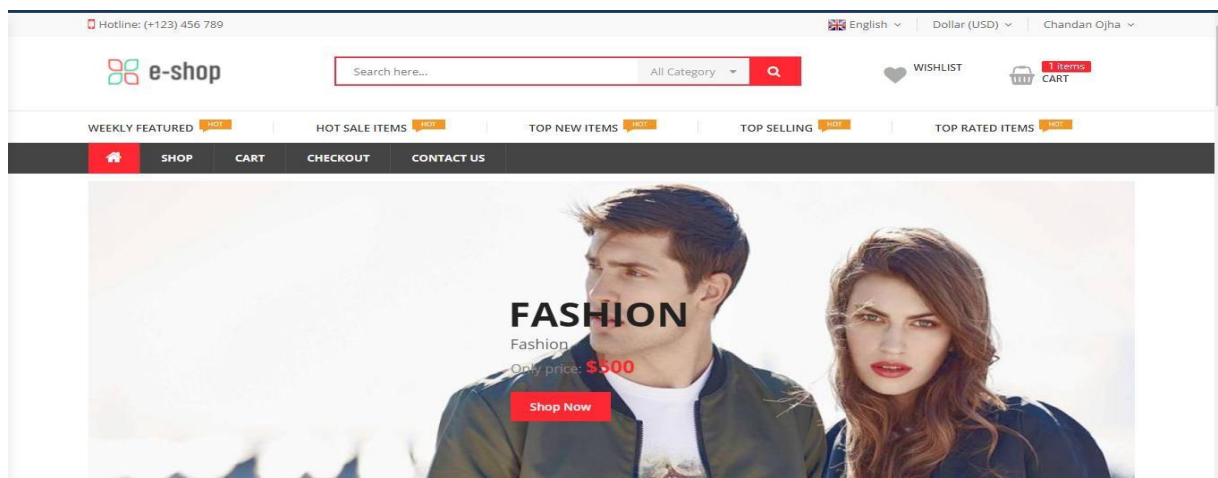 Hotline: (+123) 456 789 English Dollar (USD) Chandan Ojha
e-shop Search here... All Category WISHLIST 1 items
CART
WEEKLY FEATURED HOT HOT SALE ITEMS HOT TOP NEW ITEMS HOT TOP SELLING HOT TOP RATED ITEMS HOT
SHOP CART CHECKOUT CONTACT US
FASHION
Fashion
Only price: $500
Shop Now